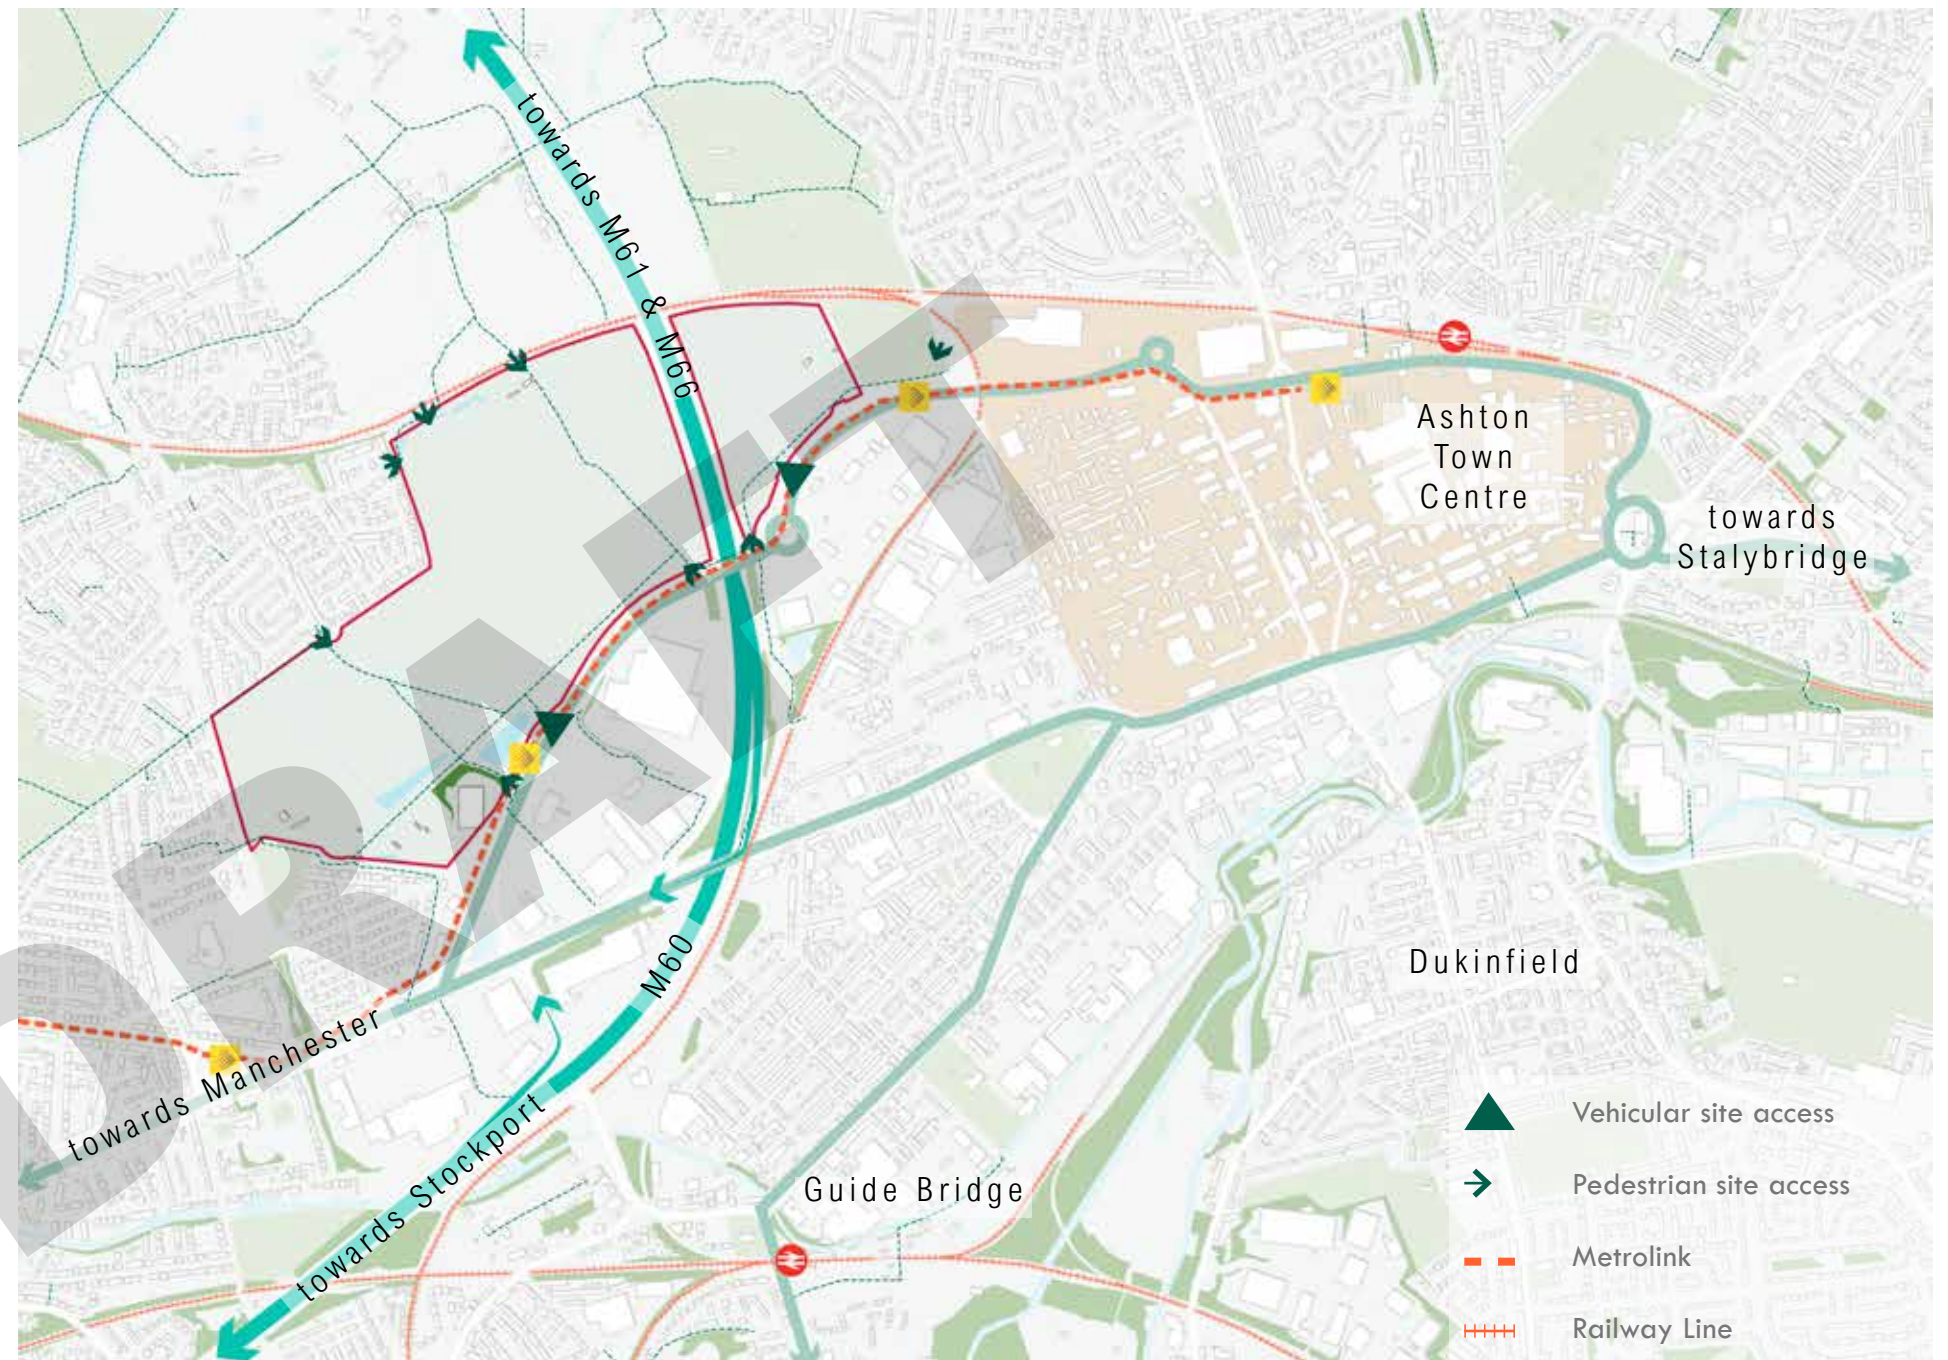 towards M61 & M66
Ashton
Town
Centre
towards
Stalybridge
M60
Dukinfield
towards Manchester
towards Stockport
Guide Bridge
Vehicular site access
Pedestrian site access
Metrolink
Railway Line
DRAFT